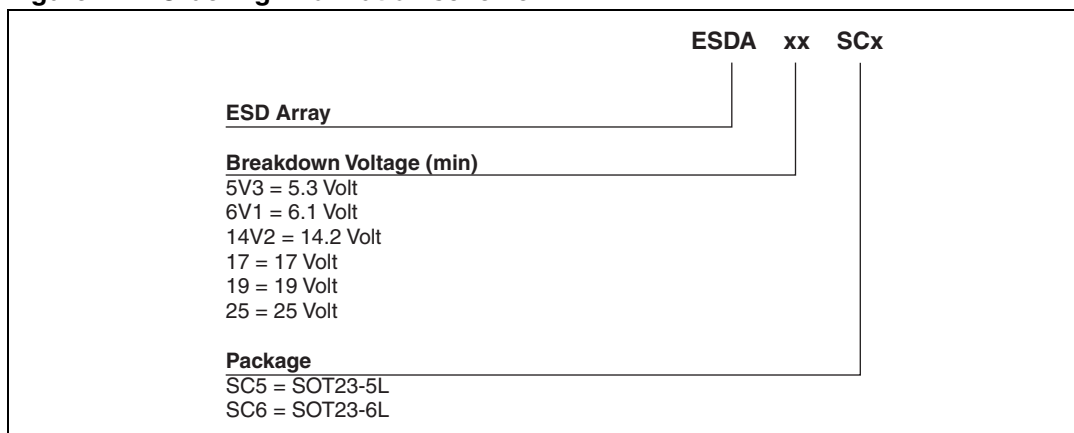 ESDA xx SCx
ESD Array
Breakdown Voltage (min)
5V3 = 5.3 Volt
6V1 = 6.1 Volt
14V2 = 14.2 Volt
17 = 17 Volt
19 = 19 Volt
25 = 25 Volt
Package
SC5 = SOT23-5L
SC6 = SOT23-6L